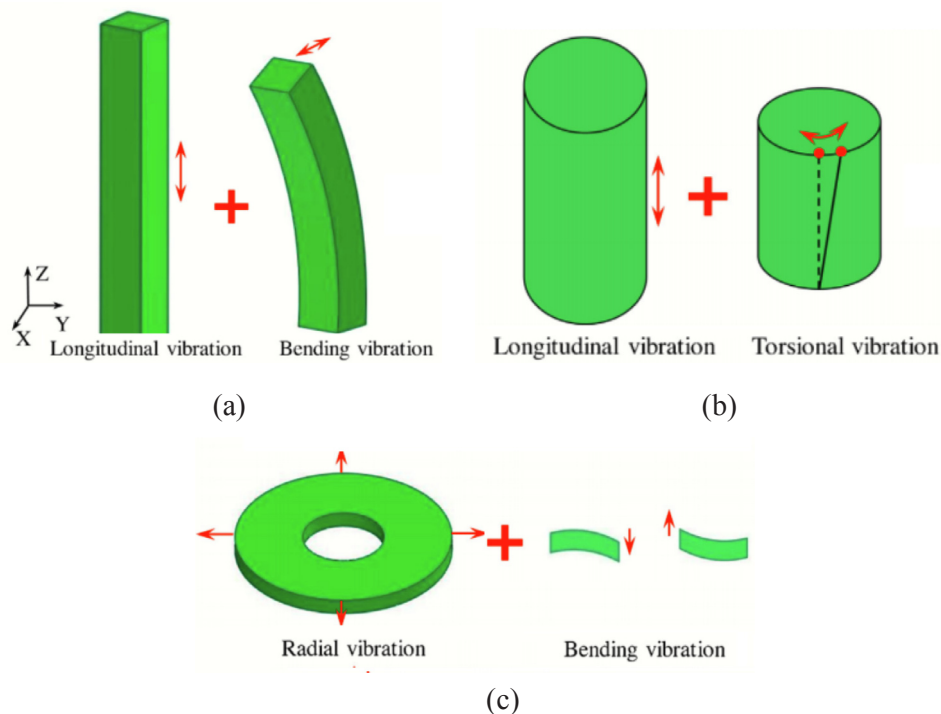 Z
Y
X
Longitudinal vibration
Bending vibration
(a)
Longitudinal vibration
Torsional vibration
(b)
Radial vibration
Bending vibration
(c)